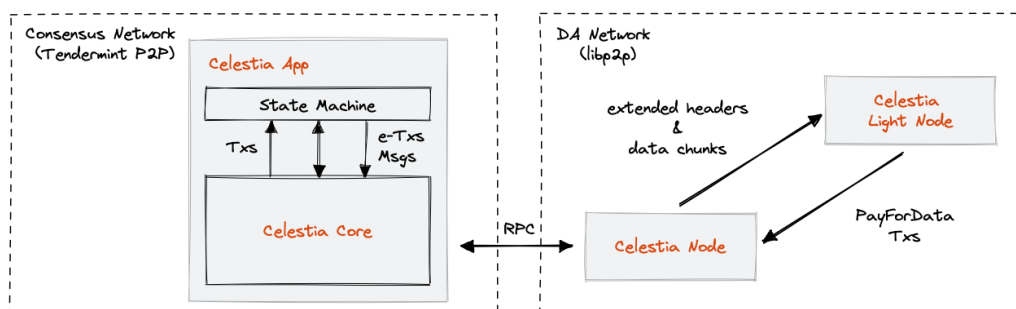 Consensus Network
(Tendermint P2P)
Celestia App
State Machine
Txs
e-Txs
Msgs
Celestia Core
RPC
DA Network
(libp2p)
extended headers
&
data chunks
Celestia
Light Node
PayForData
Txs
Celestia Node